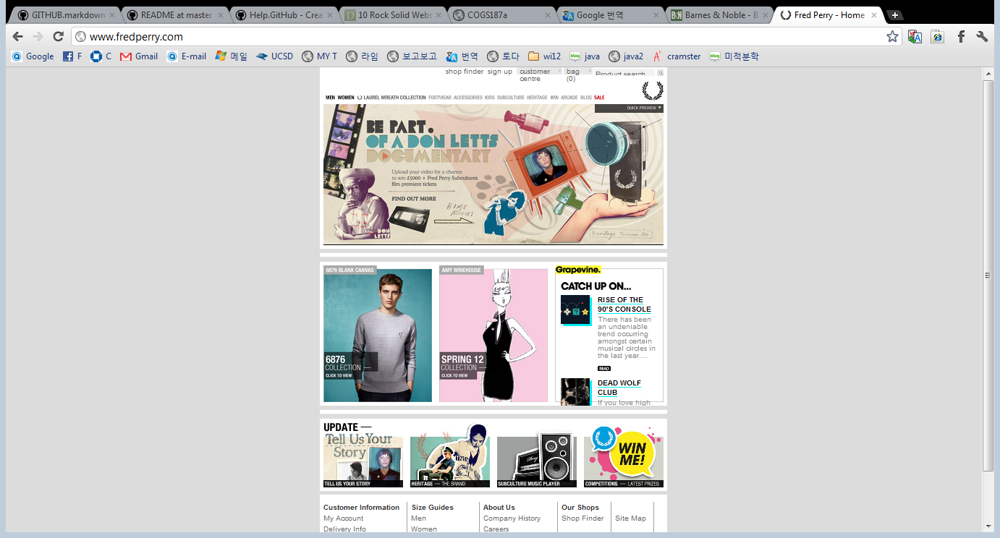 GITHUB.markdown
README at master
Help.GitHub - Crea
10 Rock Solid Webs
COGS187a
Google 번역
Barnes & Noble - B
Fred Perry - Home
www.fredperry.com
Google F C Gmail E-mail 메일 UCSD MY T 라임 보고보고 번역 토다 wi12 java java2 cramster 미적분학
shop finder sign up customer centre bag (0) Product search
MEN WOMEN LAUREL WREATH COLLECTION FOOTWEAR ACCESSORIES KIDS SUBCULTURE HERITAGE WIN ARCADE BLOG SALE
QUICK PREVIEW
BE PART.
OF A DON LETTS
DOCUMENTARY
Upload your video for a chance
to win £5000 + Fred Perry Subcultures
film premiere tickets
FIND OUT MORE
HOME
MOVIES
DON
LETTS
6876 BLANK CANVAS
6876
COLLECTION —
CLICK TO VIEW
AMY WINEHOUSE
SPRING 12
COLLECTION —
CLICK TO VIEW
Grapevine.
CATCH UP ON...
RISE OF THE
90'S CONSOLE
There has been
an undeniable
trend occurring
amongst certain
musical circles in
the last year....
READ
DEAD WOLF
CLUB
If you love high
UPDATE —
Tell Us Your
Story
TELL US YOUR STORY
HERITAGE — THE BRAND
SUBCULTURE MUSIC PLAYER
WIN
ME!
COMPETITIONS — LATEST PRIZES
Customer Information Size Guides About Us Our Shops
My Account Men Company History Shop Finder Site Map
Delivery Info Women Careers